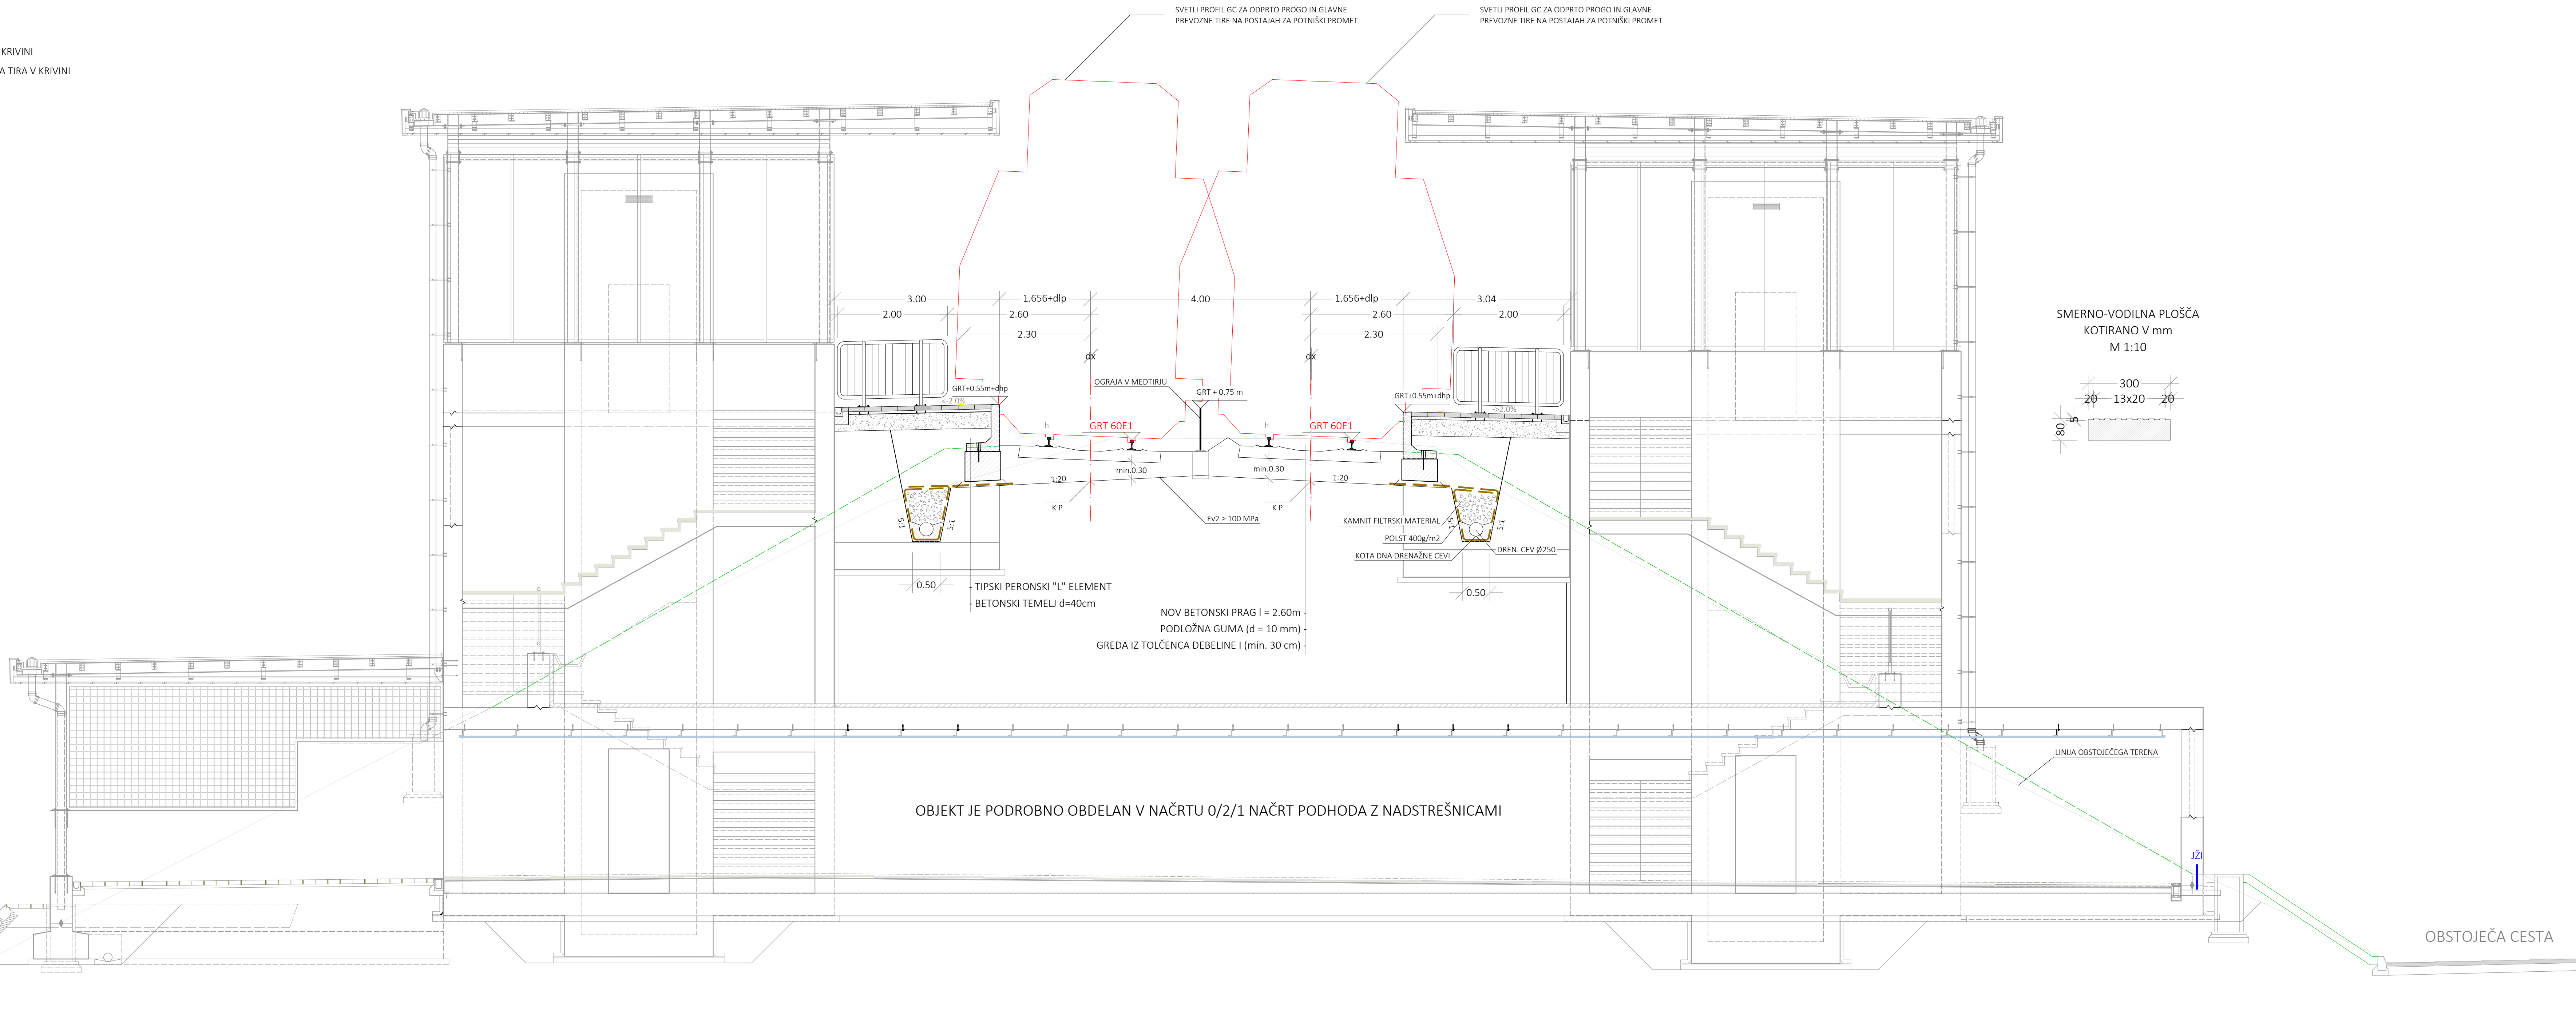 SVETLI PROFIL GC ZA ODPRTO PROGO IN GLAVNE
PREVOZNE TIRE NA POSTAJAH ZA POTNIŠKI PROMET
SVETLI PROFIL GC ZA ODPRTO PROGO IN GLAVNE
PREVOZNE TIRE NA POSTAJAH ZA POTNIŠKI PROMET
KRIVINI
A TIRA V KRIVINI
3.00
1.656+dlp
4.00
1.656+dlp
3.04
2.00
2.60
2.60
2.00
2.30
2.30
dx
dx
SMERNO-VODILNA PLOŠČA
KOTIRANO V mm
M 1:10
300
20
13x20
20
5
80
OGRAJA V MEDTIRJU
GRT + 0.75 m
GRT+0.55m+dhp
GRT+0.55m+dhp
<-2.0%
->2.0%
h
GRT 60E1
h
GRT 60E1
min.0.30
min.0.30
1:20
1:20
K P
K P
Ev2 ≥ 100 MPa
5:1
5:1
5:1
5:1
KAMNIT FILTRSKI MATERIAL
POLST 400g/m2
KOTA DNA DRENAŽNE CEVI
DREN. CEV Ø250
0.50
0.50
- TIPSKI PERONSKI "L" ELEMENT
- BETONSKI TEMELJ d=40cm
NOV BETONSKI PRAG l = 2.60m -
PODLOŽNA GUMA (d = 10 mm) -
GREDA IZ TOLČENCA DEBELINE I (min. 30 cm) -
LINIJA OBSTOJEČEGA TERENA
OBJEKT JE PODROBNO OBDELAN V NAČRTU 0/2/1 NAČRT PODHODA Z NADSTREŠNICAMI
JŽI
OBSTOJEČA CESTA